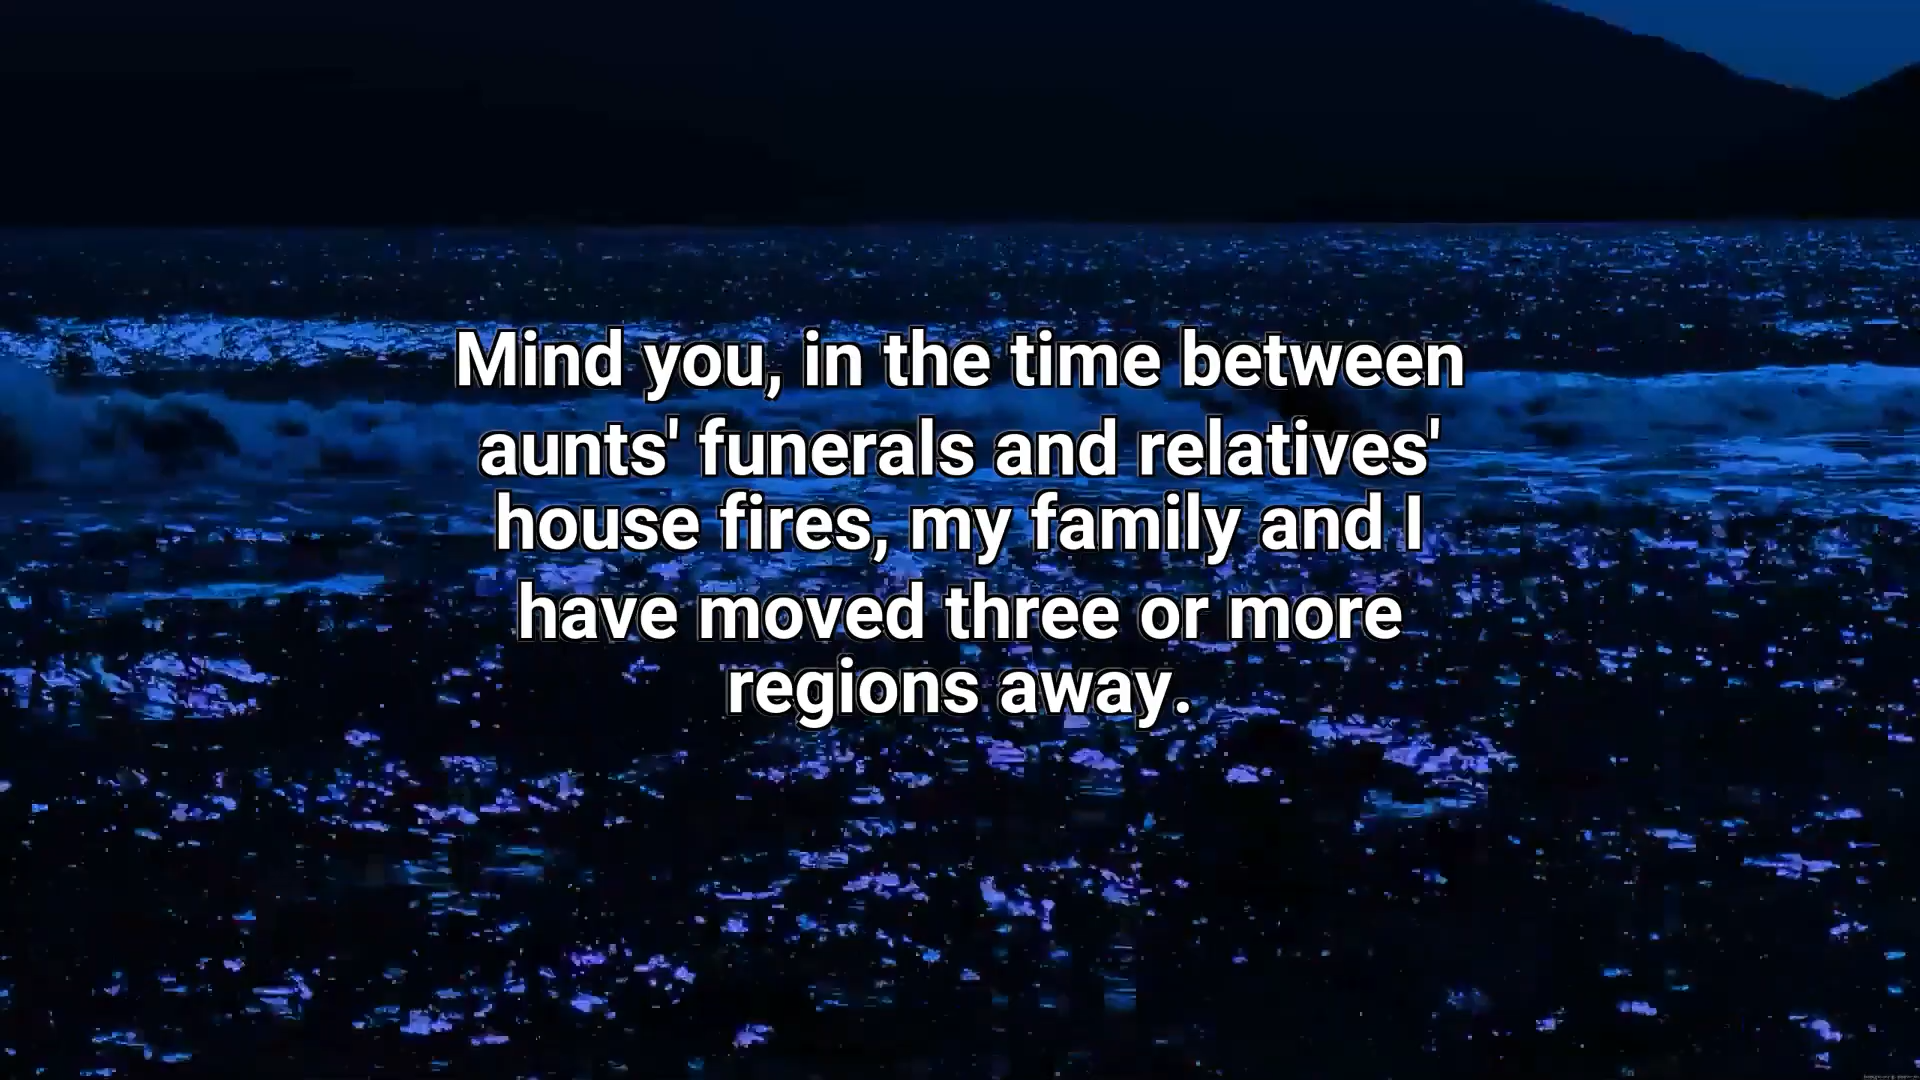 Mind you, in the time between
aunts' funerals and relatives'
house fires, my family and I
have moved three or more
regions away.